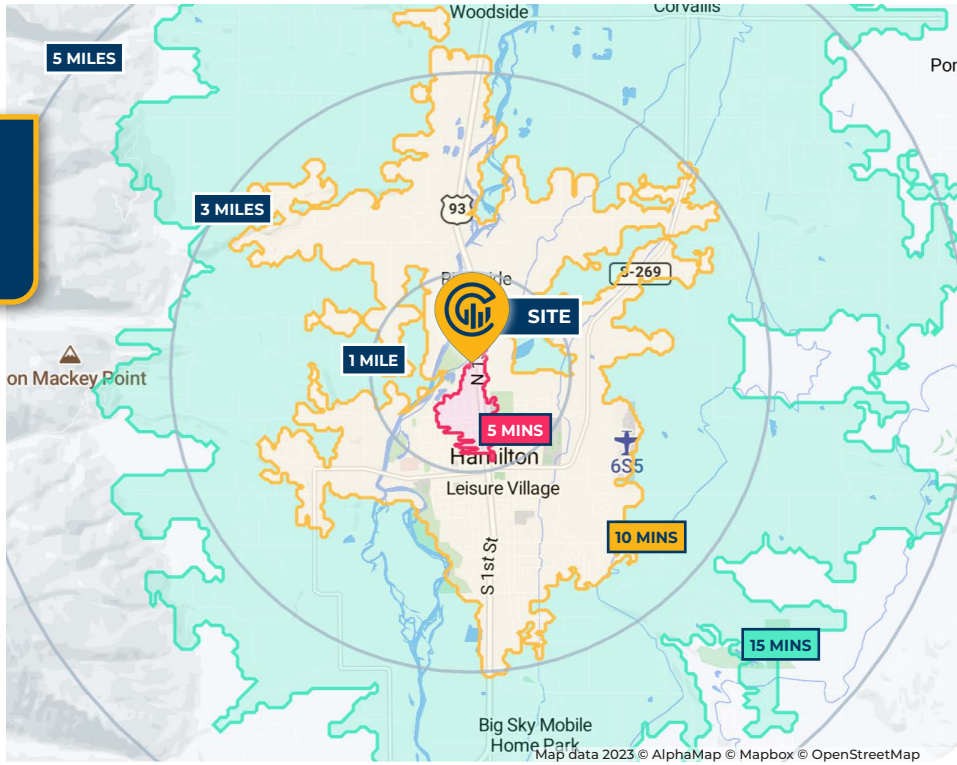 Woodside
Corvallis
5 MILES
Por
3 MILES
93
S-269
SITE
1 MILE
on Mackey Point
N 1
5 MINS
Hamilton
6S5
Leisure Village
10 MINS
S 1st St
15 MINS
Big Sky Mobile
Home Park
Map data 2023 © AlphaMap © Mapbox © OpenStreetMap